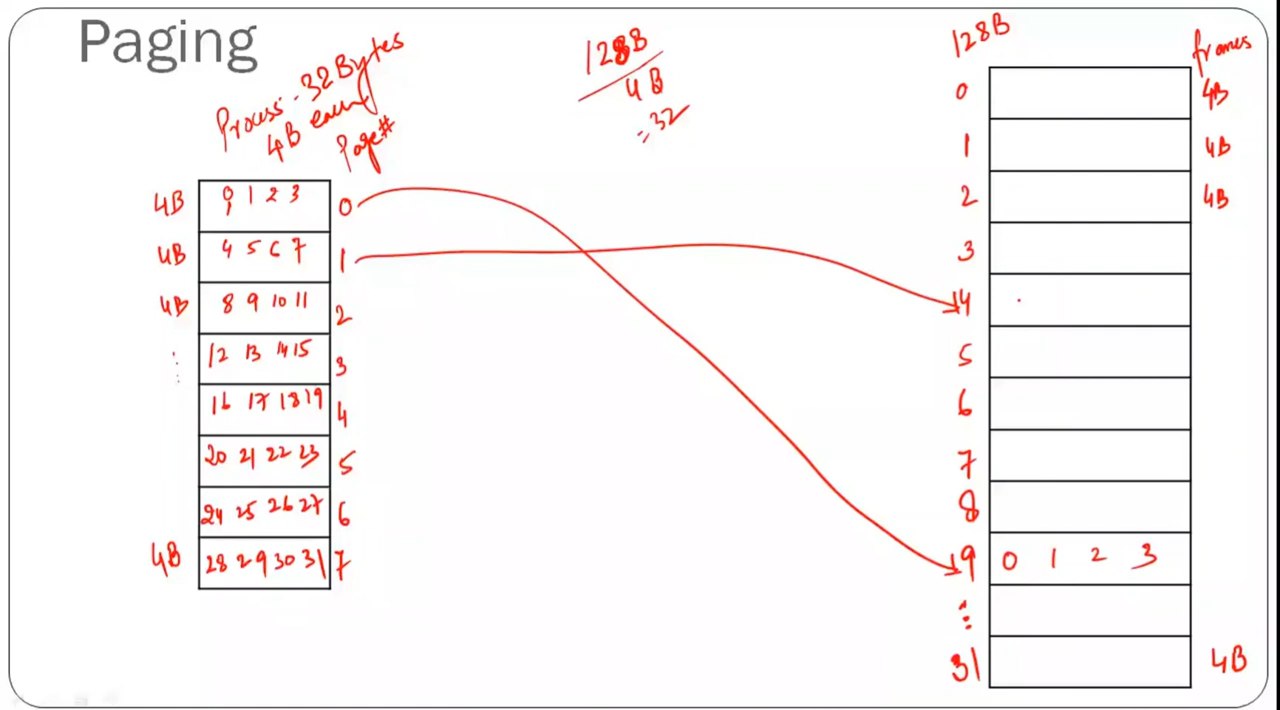 Paging
Process - 32 Bytes
4B each
Page #
4B 0 1 2 3 0
4B 4 5 6 7 1
4B 8 9 10 11 2
12 13 14 15 3
16 17 18 19 4
20 21 22 23 5
24 25 26 27 6
4B 28 29 30 31 7
128B
4B
= 32
128B
frames
0 4B
1 4B
2 4B
3
4
5
6
7
8
9 0 1 2 3
31 4B